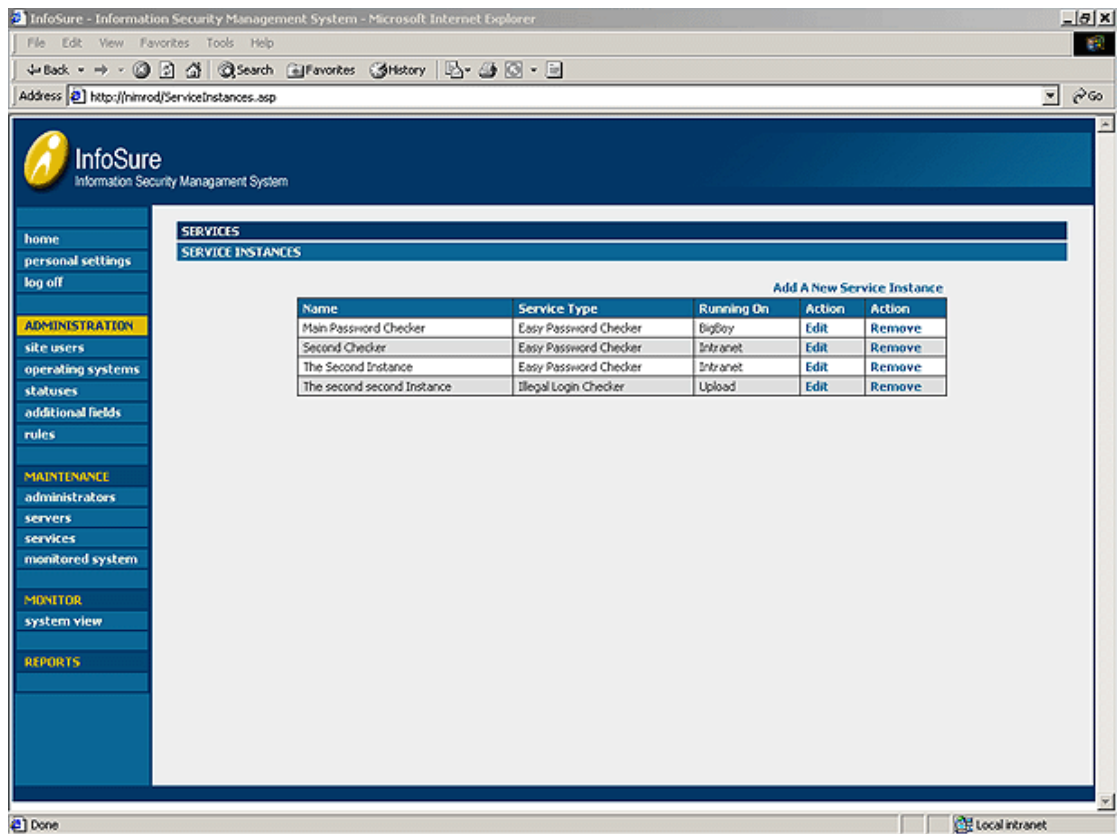 InfoSure - Information Security Management System - Microsoft Internet Explorer
File Edit View Favorites Tools Help
Back Search Favorites History
Address http://nimrod/ServiceInstances.asp Go
InfoSure
Information Security Managament System
home
personal settings
log off
ADMINISTRATION
site users
operating systems
statuses
additional fields
rules
MAINTENANCE
administrators
servers
services
monitored system
MONITOR
system view
REPORTS
SERVICES
SERVICE INSTANCES
Add A New Service Instance
Name Service Type Running On Action Action
Main Password Checker Easy Password Checker BigBoy Edit Remove
Second Checker Easy Password Checker Intranet Edit Remove
The Second Instance Easy Password Checker Intranet Edit Remove
The second second Instance Illegal Login Checker Upload Edit Remove
Done Local intranet